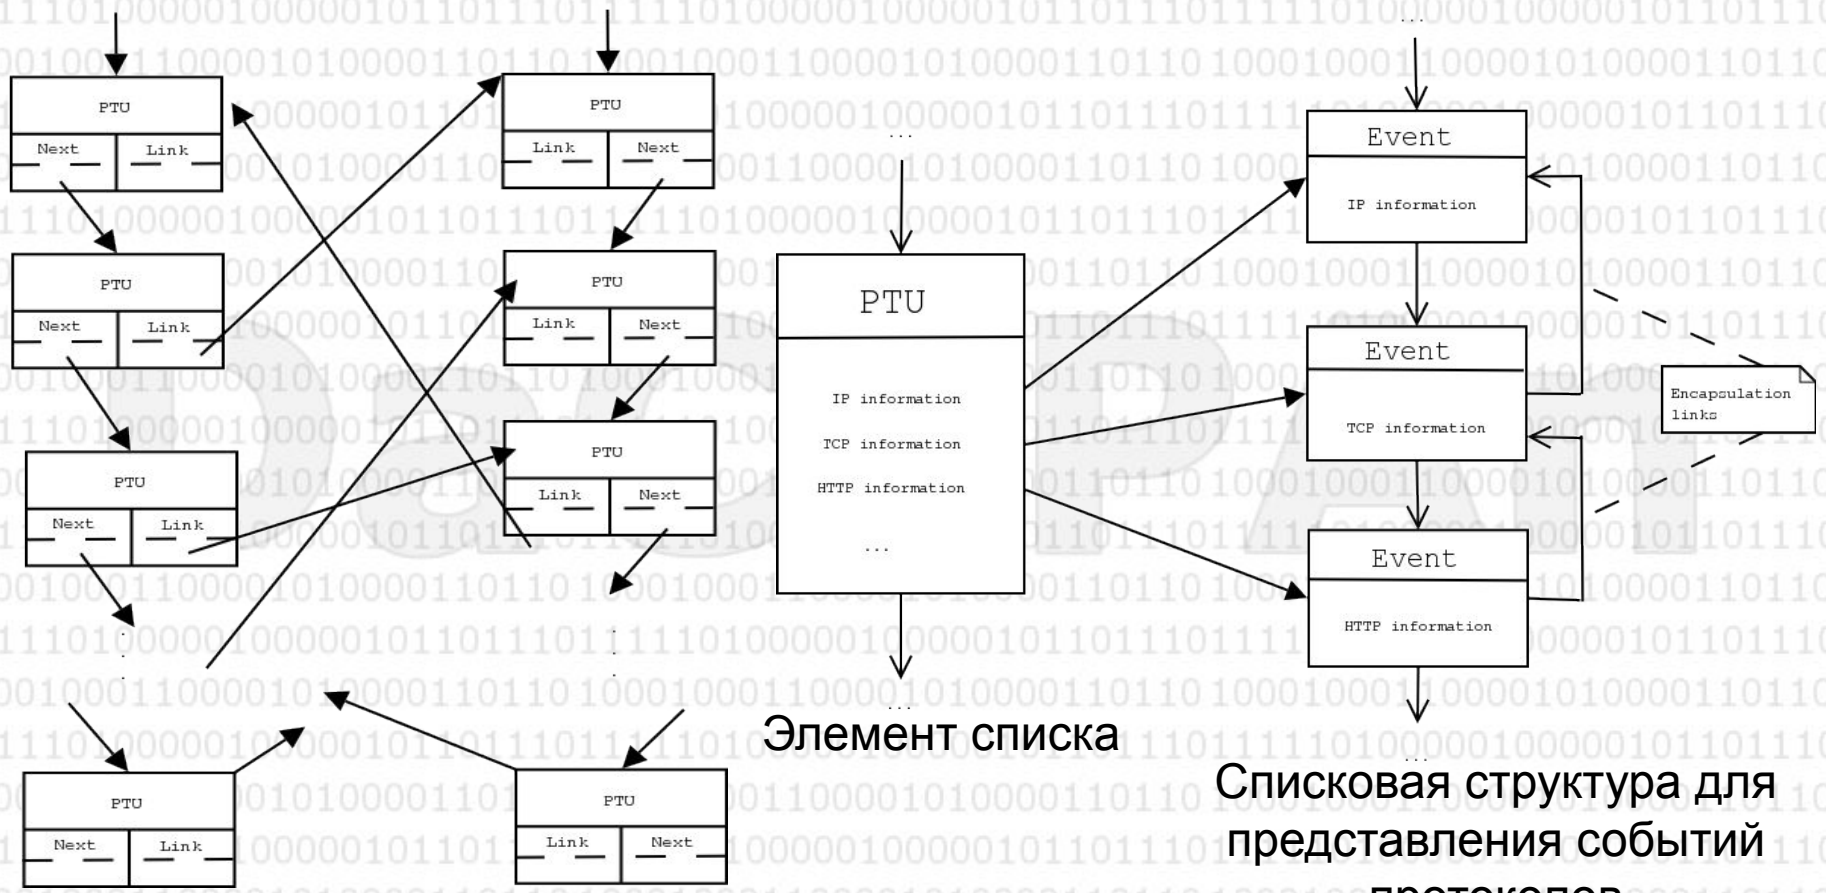 PTU
Next Link
PTU
Next Link
PTU
Next Link
PTU
Next Link
PTU
Link Next
PTU
Link Next
PTU
Link Next
PTU
Link Next
...
PTU
IP information
TCP information
HTTP information
...
...
Элемент списка
...
Event
IP information
Event
TCP information
Event
HTTP information
...
Encapsulation
links
Списковая структура для
представления событий
протоколов